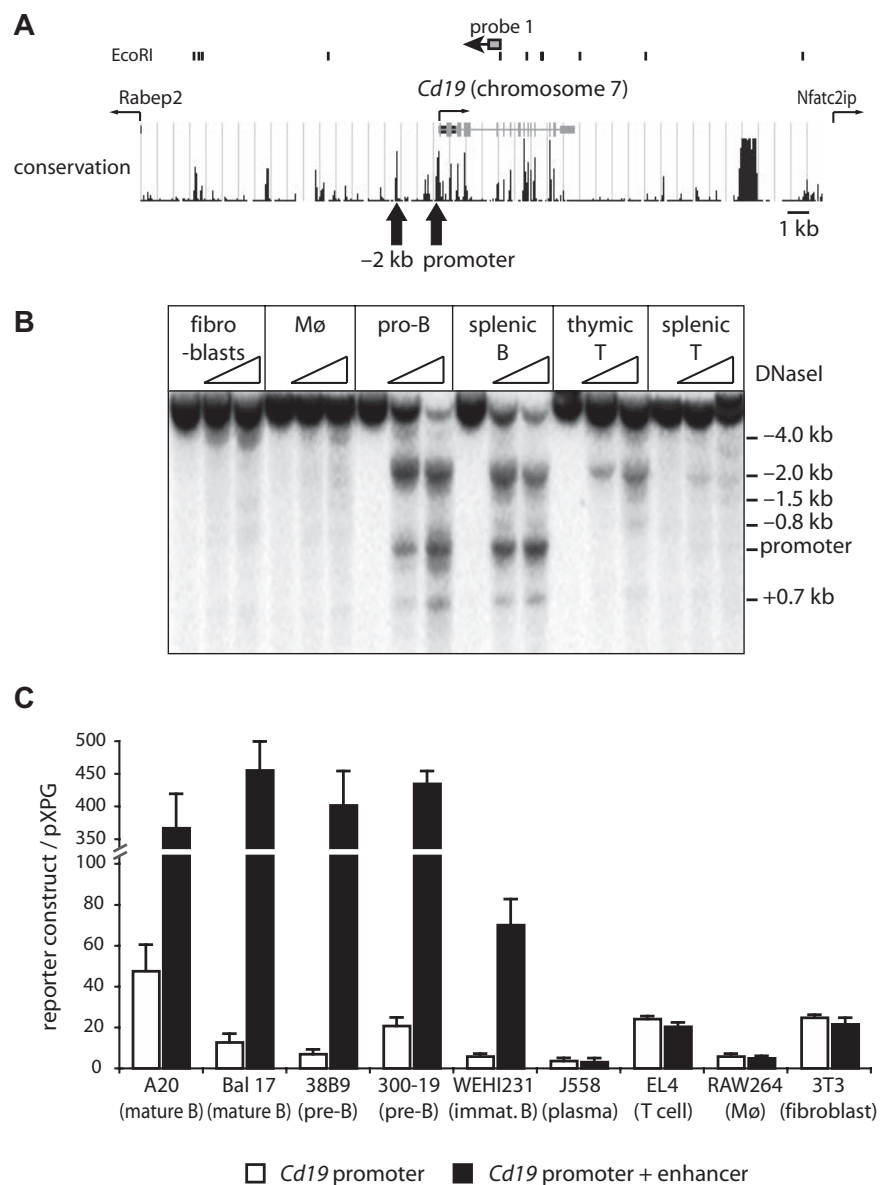 A
probe 1
EcoRI
Rabep2
Cd19 (chromosome 7)
Nfatc2ip
conservation
1 kb
–2 kb promoter
B
fibro
-blasts
Mø
pro-B
splenic
B
thymic
T
splenic
T
DNaseI
–4.0 kb
–2.0 kb
–1.5 kb
–0.8 kb
promoter
+0.7 kb
C
reporter construct / pXPG
500
450
400
350
100
80
60
40
20
0
A20
(mature B)
Bal 17
(mature B)
38B9
(pre-B)
300-19
(pre-B)
WEHI231
(immat. B)
J558
(plasma)
EL4
(T cell)
RAW264
(Mø)
3T3
(fibroblast)
Cd19 promoter
Cd19 promoter + enhancer